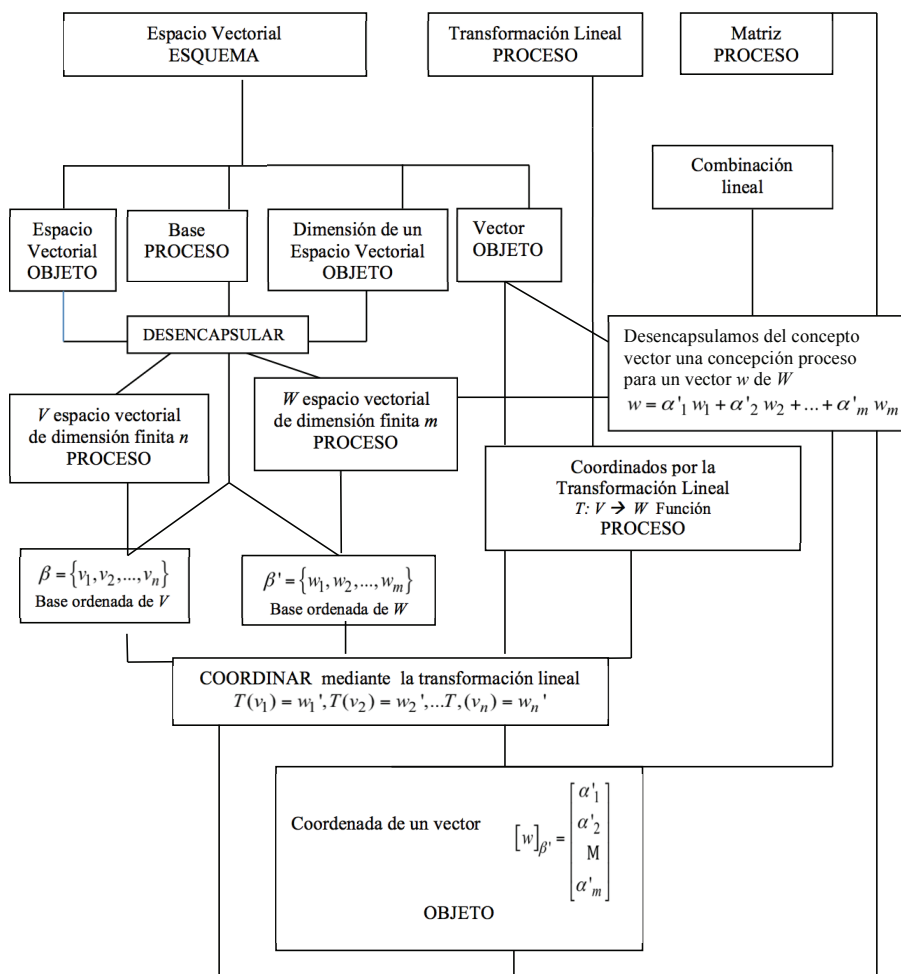 Espacio Vectorial
ESQUEMA
Transformación Lineal
PROCESO
Matriz
PROCESO
Combinación
lineal
Espacio
Vectorial
OBJETO
Base
PROCESO
Dimensión de un
Espacio Vectorial
OBJETO
Vector
OBJETO
DESENCAPSULAR
Desencapsulamos del concepto
vector una concepción proceso
para un vector w de W
w = α'₁ w₁ + α'₂ w₂ + ... + α'ₘ wₘ
V espacio vectorial
de dimensión finita n
PROCESO
W espacio vectorial
de dimensión finita m
PROCESO
Coordinados por la
Transformación Lineal
T: V → W Función
PROCESO
β = {v₁, v₂, ..., vₙ}
Base ordenada de V
β' = {w₁, w₂, ..., wₘ}
Base ordenada de W
COORDINAR mediante la transformación lineal
T(v₁) = w₁', T(v₂) = w₂', ...T, (vₙ) = wₙ'
Coordenada de un vector
[w]β' =
[α'₁
α'₂
M
α'ₘ]
OBJETO